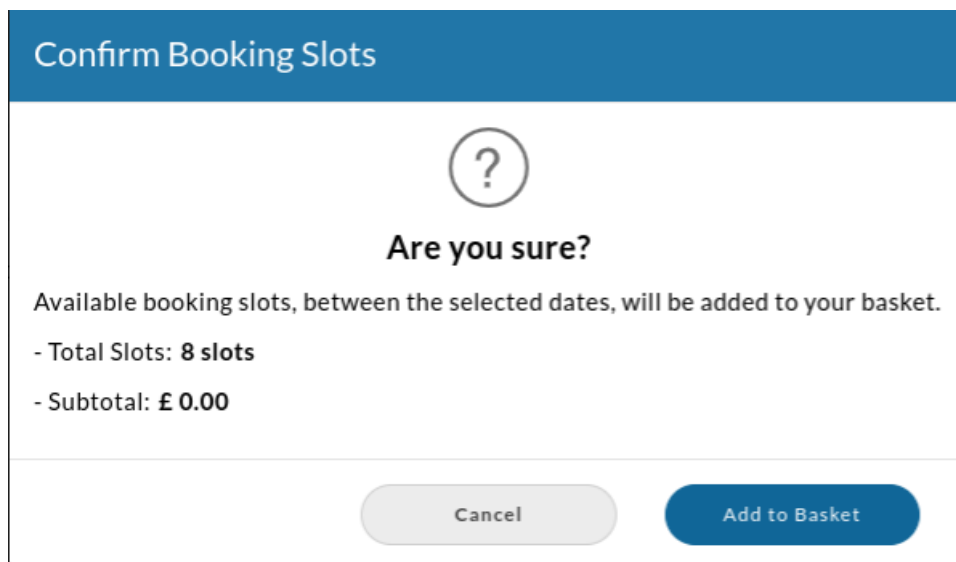 Confirm Booking Slots
?
Are you sure?
Available booking slots, between the selected dates, will be added to your basket.
- Total Slots: 8 slots
- Subtotal: £ 0.00
Cancel
Add to Basket